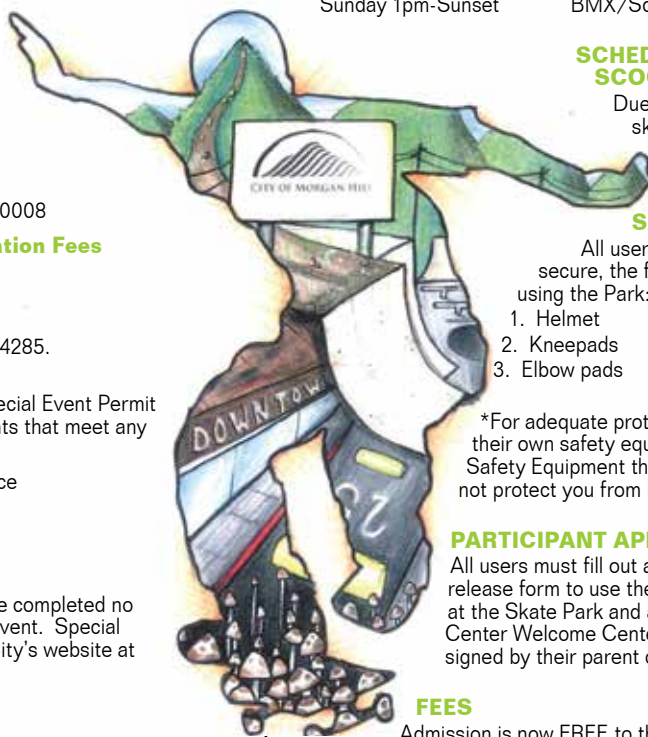 Sunday 1pm-Sunset
BMX/Sc
0008
ation Fees
4285.
ecial Event Permit
nts that meet any
ce
e completed no
vent. Special
ity's website at
CITY OF MORGAN HILL
DOWNTOW
SCHED
SCOO
Due
sk
S
All user
secure, the f
using the Park:
1. Helmet
2. Kneepads
3. Elbow pads
*For adequate prot
their own safety equ
Safety Equipment th
not protect you from
PARTICIPANT APP
All users must fill out a
release form to use the
at the Skate Park and a
Center Welcome Cente
signed by their parent o
FEES
Admission is now FREE to th